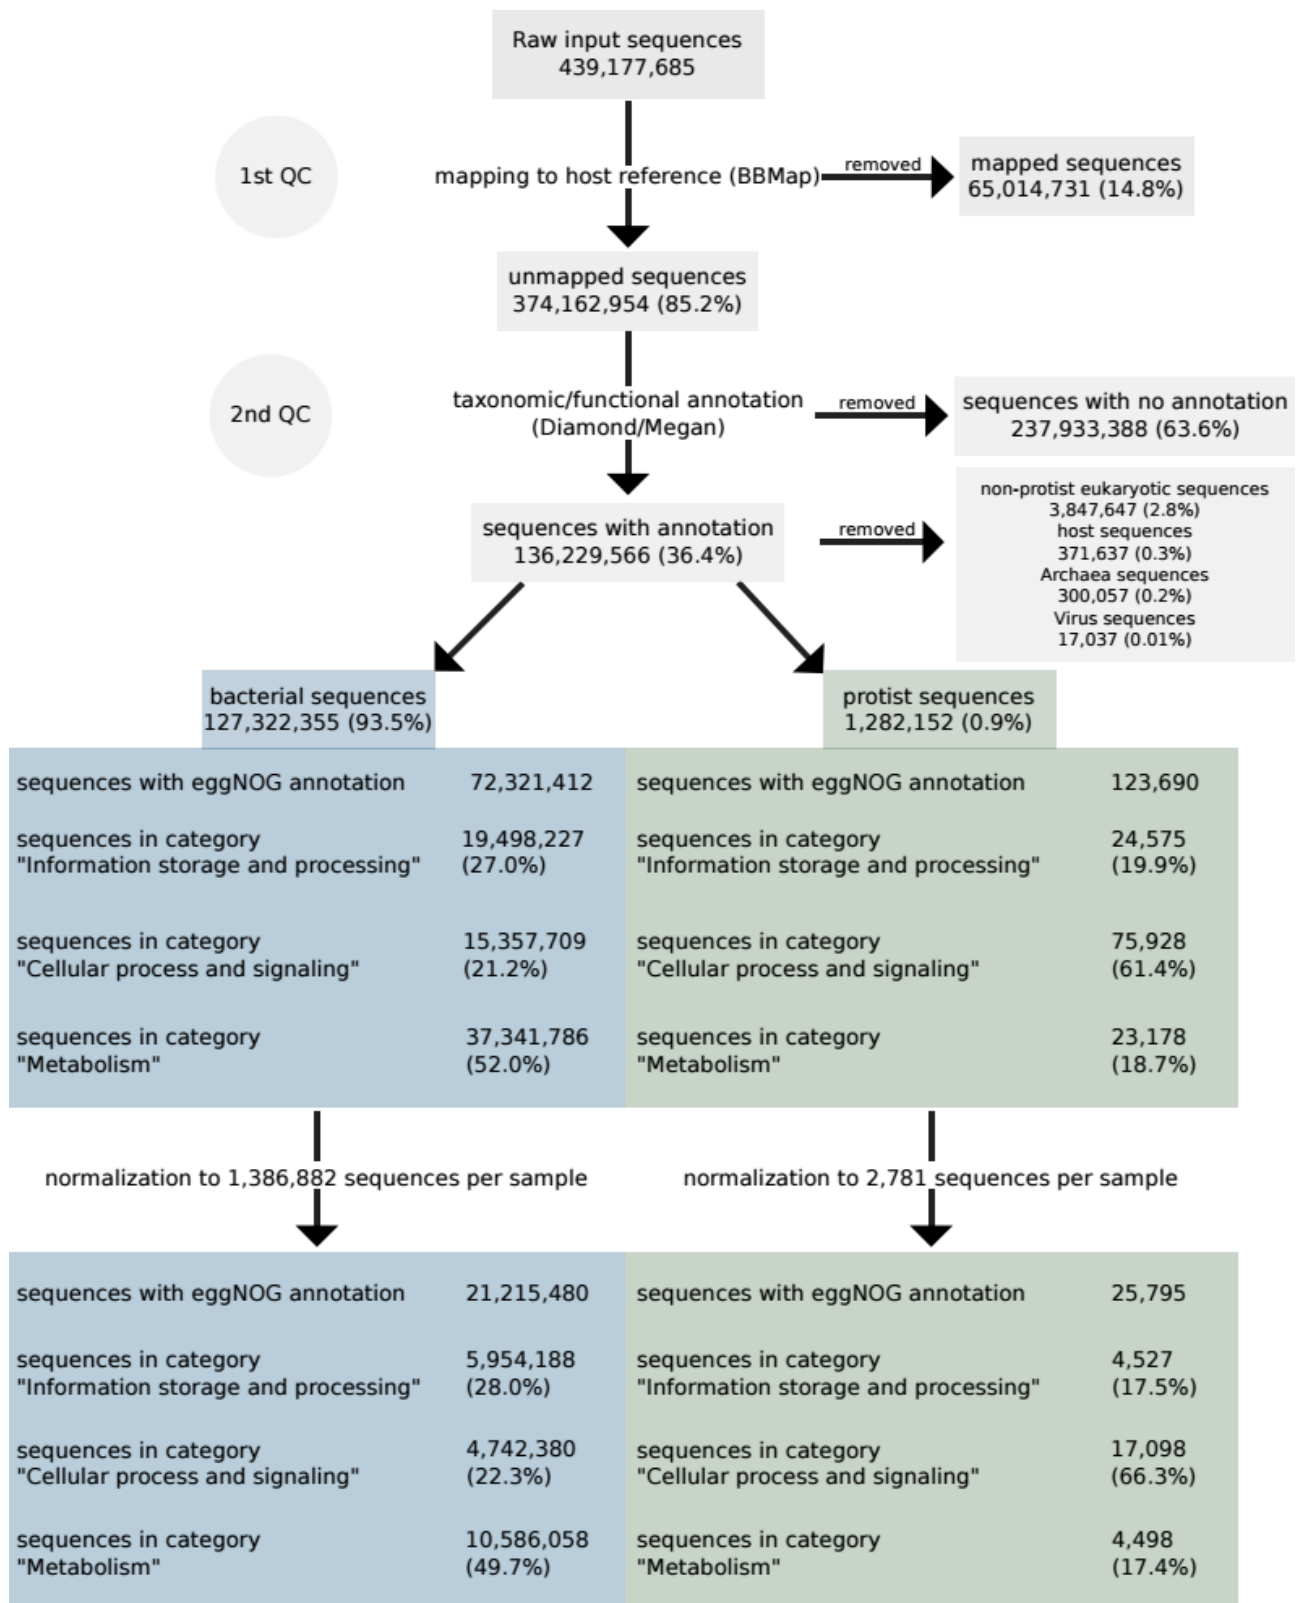 Raw input sequences
439,177,685
1st QC
mapping to host reference (BBMap)
removed
mapped sequences
65,014,731 (14.8%)
unmapped sequences
374,162,954 (85.2%)
2nd QC
taxonomic/functional annotation
(Diamond/Megan)
removed
sequences with no annotation
237,933,388 (63.6%)
sequences with annotation
136,229,566 (36.4%)
removed
non-protist eukaryotic sequences
3,847,647 (2.8%)
host sequences
371,637 (0.3%)
Archaea sequences
300,057 (0.2%)
Virus sequences
17,037 (0.01%)
bacterial sequences
127,322,355 (93.5%)
protist sequences
1,282,152 (0.9%)
sequences with eggNOG annotation 72,321,412
sequences in category 19,498,227
"Information storage and processing" (27.0%)
sequences in category 15,357,709
"Cellular process and signaling" (21.2%)
sequences in category 37,341,786
"Metabolism" (52.0%)
sequences with eggNOG annotation 123,690
sequences in category 24,575
"Information storage and processing" (19.9%)
sequences in category 75,928
"Cellular process and signaling" (61.4%)
sequences in category 23,178
"Metabolism" (18.7%)
normalization to 1,386,882 sequences per sample
normalization to 2,781 sequences per sample
sequences with eggNOG annotation 21,215,480
sequences in category 5,954,188
"Information storage and processing" (28.0%)
sequences in category 4,742,380
"Cellular process and signaling" (22.3%)
sequences in category 10,586,058
"Metabolism" (49.7%)
sequences with eggNOG annotation 25,795
sequences in category 4,527
"Information storage and processing" (17.5%)
sequences in category 17,098
"Cellular process and signaling" (66.3%)
sequences in category 4,498
"Metabolism" (17.4%)